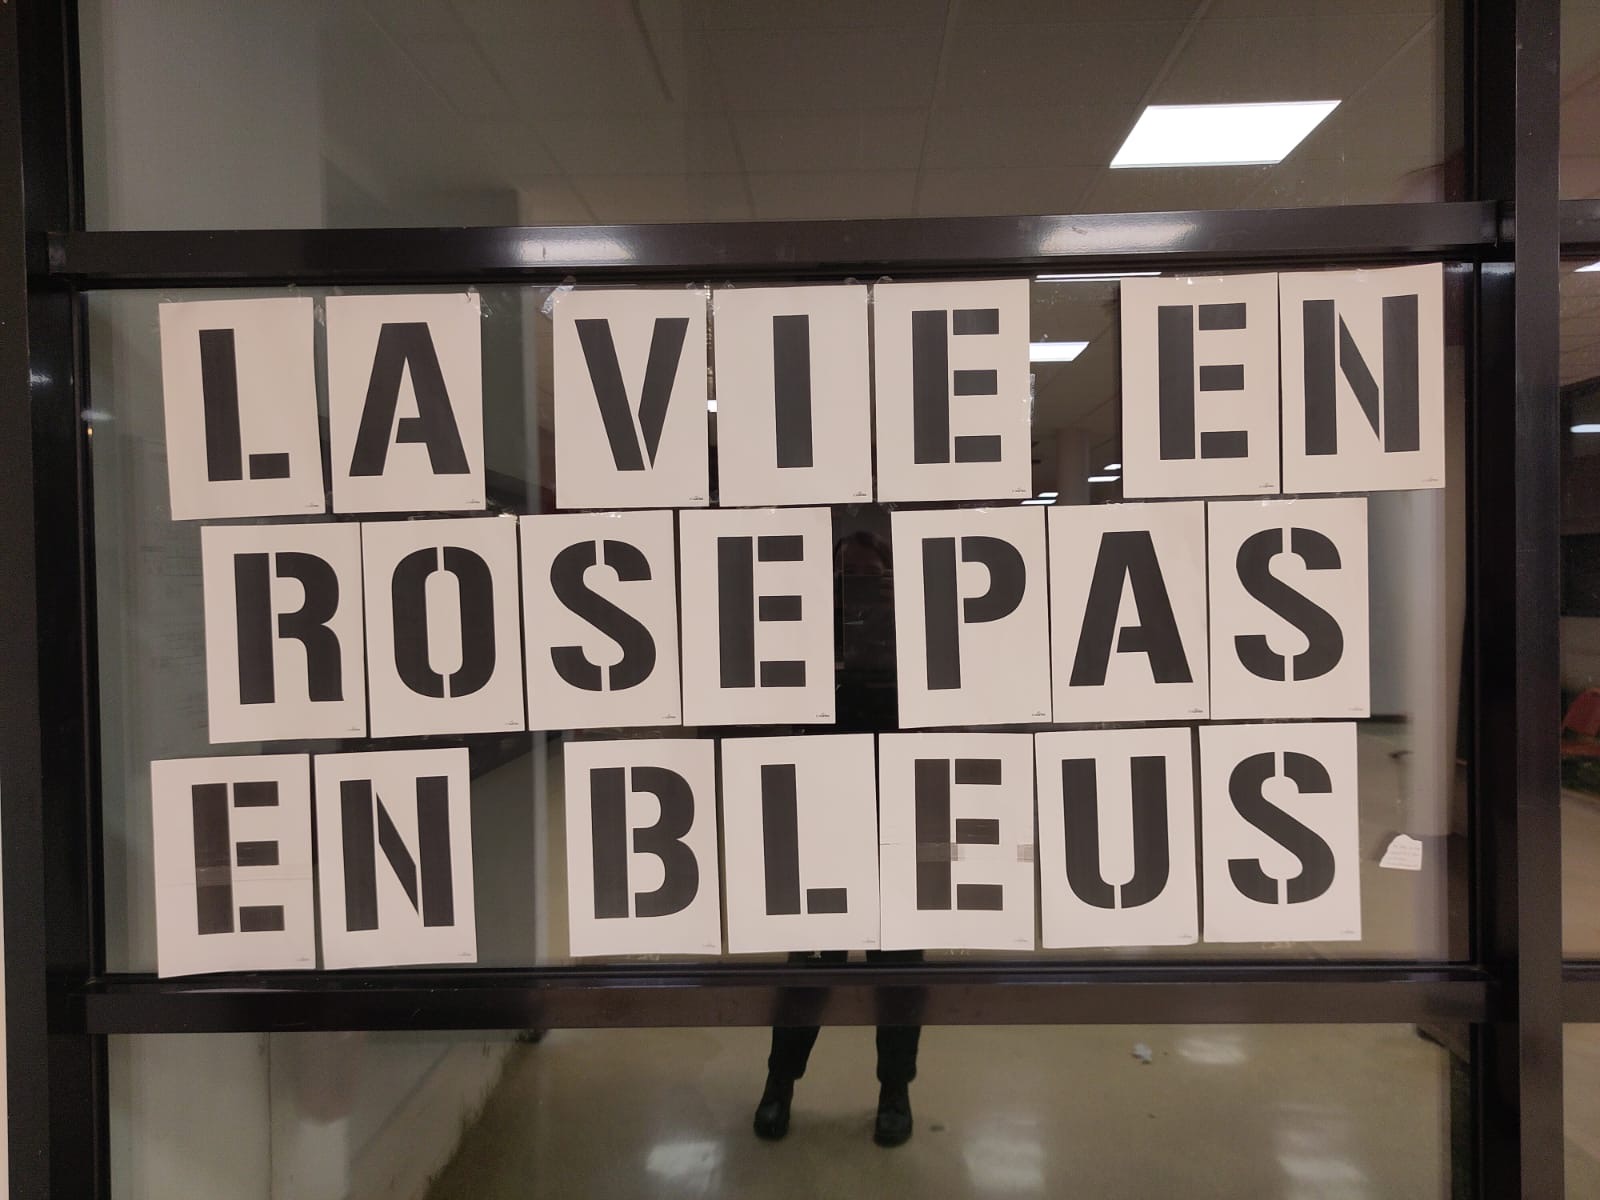 LA VIE EN
ROSE PAS
EN BLEUS